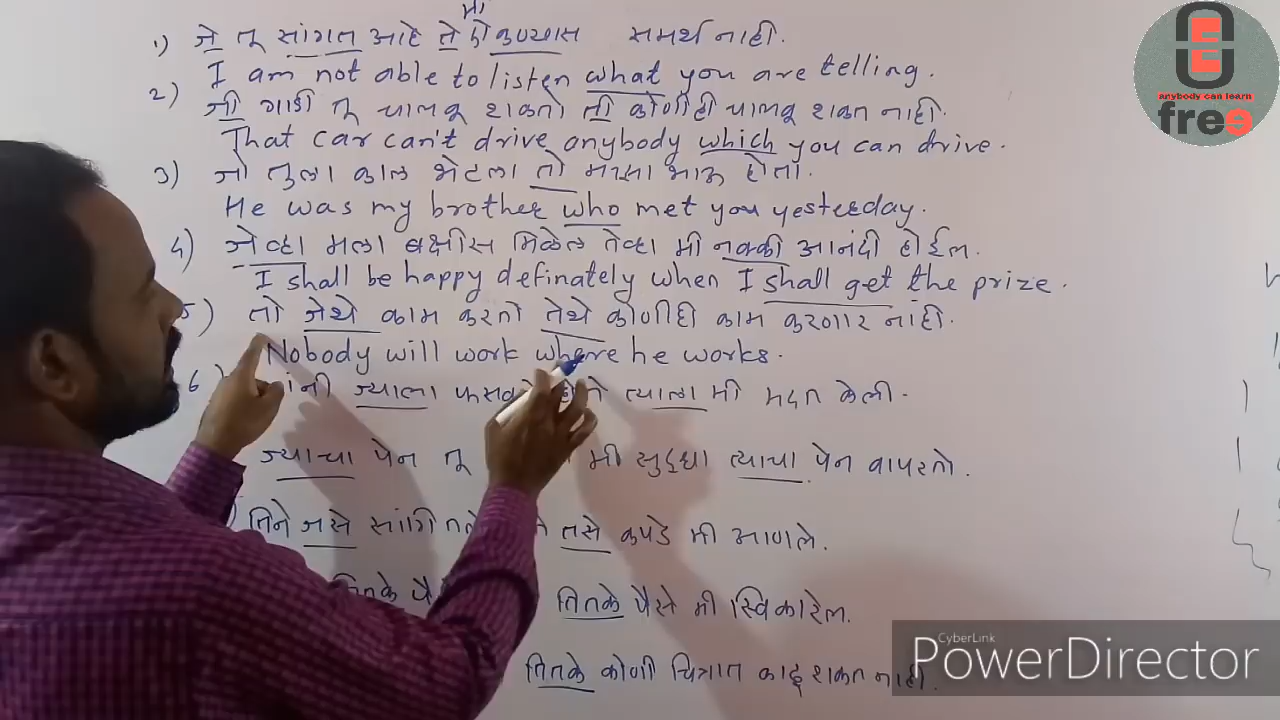 मी
1) जे तू सांगत आहे ते ऐकण्यास समर्थ नाही.
I am not able to listen what you are telling.
2) जी गाडी तू चालवू शकतो ती कोणीही चालवू शकत नाही.
That car can't drive anybody which you can drive.
3) जो तुला काल भेटला तो माझा भाऊ होता.
He was my brother who met you yesterday.
4) जेव्हा मला बक्षीस मिळेल तेव्हा मी नक्की आनंदी होईल.
I shall be happy definately when I shall get the prize.
5) तो जेथे काम करतो तेथे कोणीही काम करणार नाही.
Nobody will work where he works.
6) ज्याला त्याला मी मदत केली.
ज्याचा पेन तू मी सुद्धा त्याचा पेन वापरतो.
तिने जसे तसे कपडे मी आणले.
तितके पैसे मी स्विकारेल.
तितके कोणी चित्रात काढू शकत नाही.
anybody can learn
free
CyberLink
PowerDirector